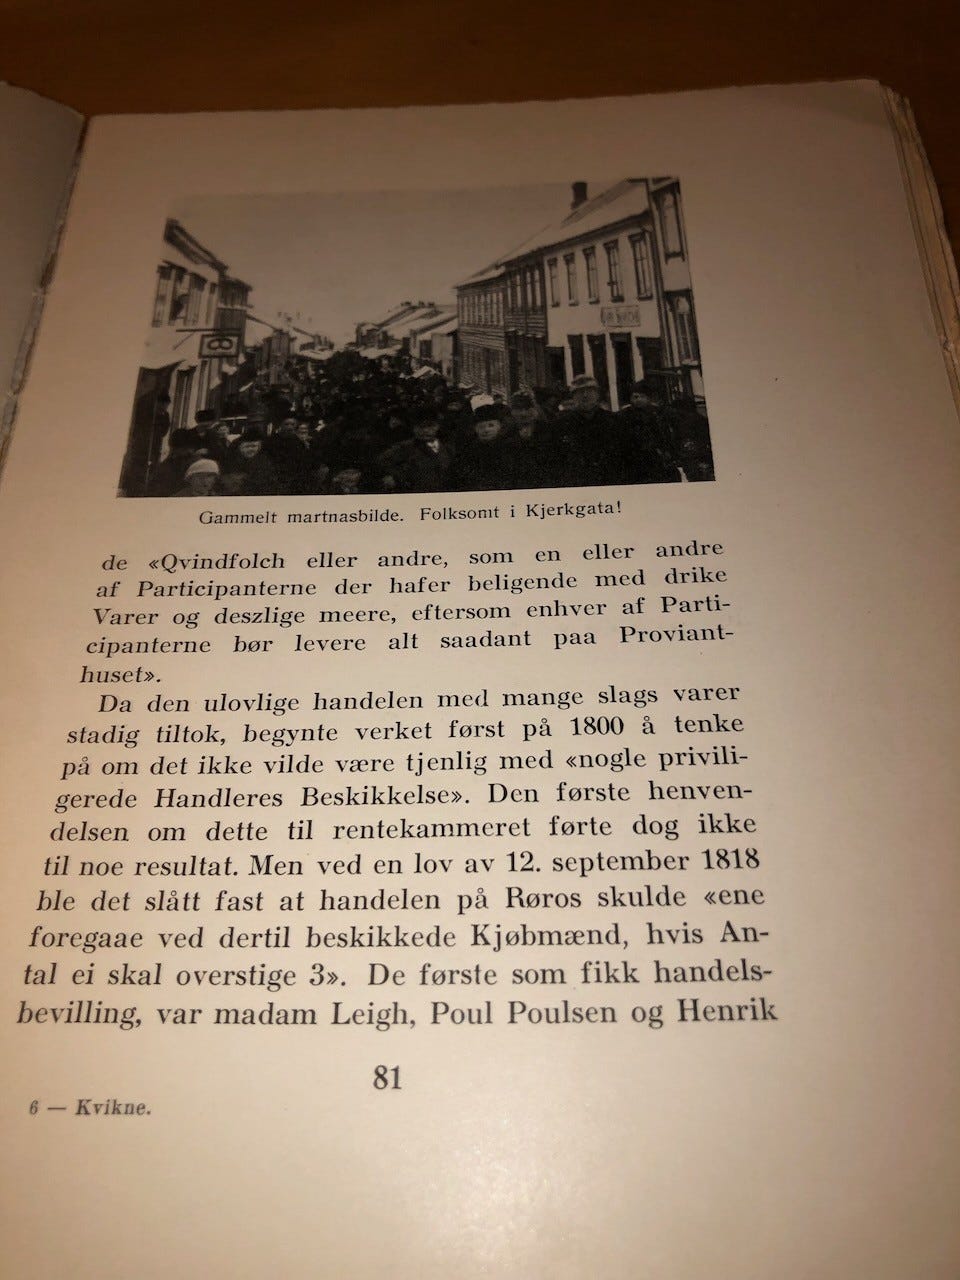 Gammelt martnasbilde. Folksomt i Kjerkgata!
de «Qvindfolch eller andre, som en eller andre
af Participanterne der hafer beligende med drike
Varer og deszlige meere, eftersom enhver af Parti-
cipanterne bør levere alt saadant paa Proviant-
huset».
Da den ulovlige handelen med mange slags varer
stadig tiltok, begynte verket først på 1800 å tenke
på om det ikke vilde være tjenlig med «nogle privili-
gerede Handleres Beskikkelse». Den første henven-
delsen om dette til rentekammeret førte dog ikke
til noe resultat. Men ved en lov av 12. september 1818
ble det slått fast at handelen på Røros skulde «ene
foregaae ved dertil beskikkede Kjøbmænd, hvis An-
tal ei skal overstige 3». De første som fikk handels-
bevilling, var madam Leigh, Poul Poulsen og Henrik
81
6 — Kvikne.